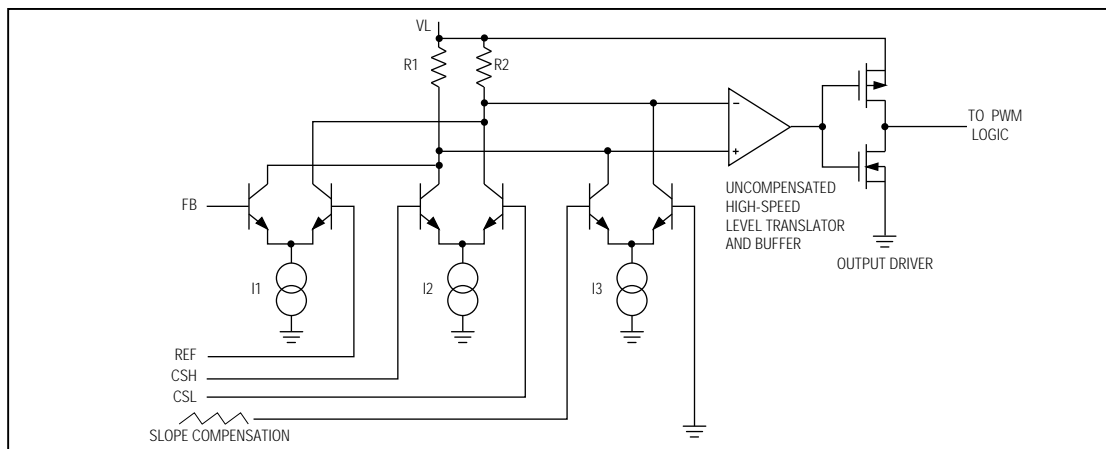 VL
R1
R2
−
+
TO PWM
LOGIC
FB
UNCOMPENSATED
HIGH-SPEED
LEVEL TRANSLATOR
AND BUFFER
OUTPUT DRIVER
I1
I2
I3
REF
CSH
CSL
SLOPE COMPENSATION